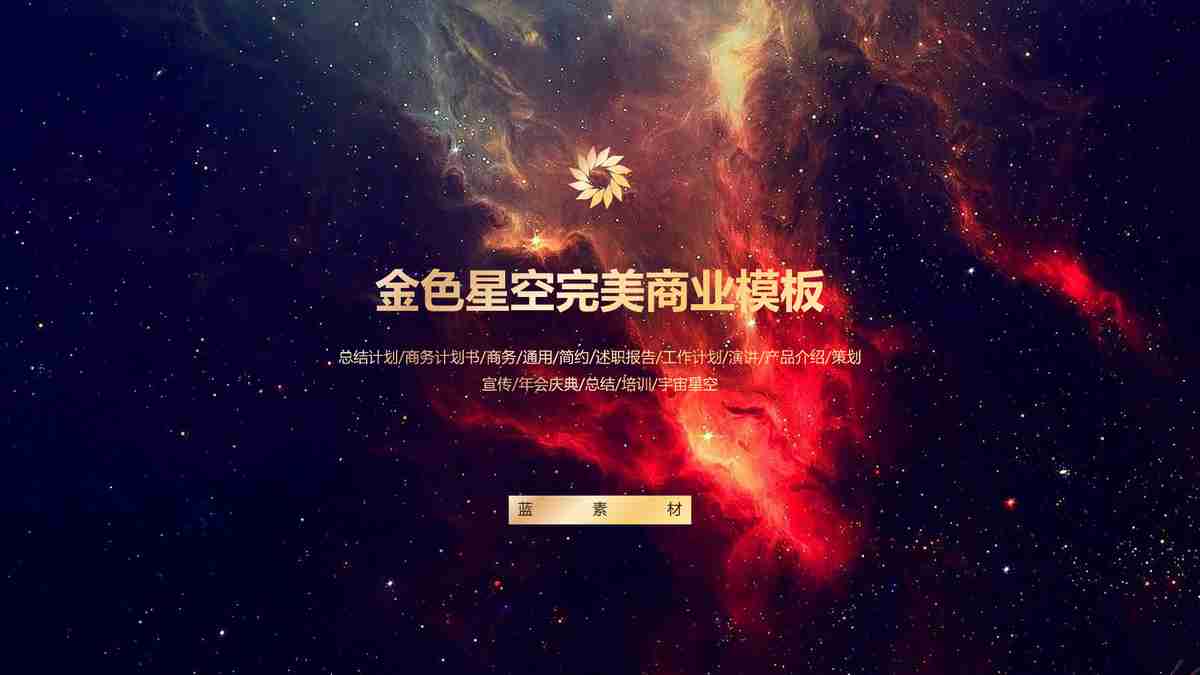 金色星空完美商业模板
总结计划/商务计划书/商务/通用/简约/述职报告/工作计划/演讲/产品介绍/策划
宣传/年会庆典/总结/培训/宇宙星空
蓝 素 材